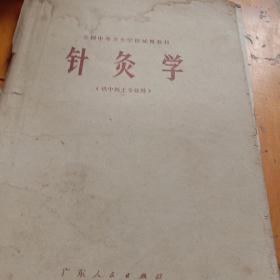 全国中等卫生学校试用教材
针灸学
（供中医士专业用）
广东人民出版社